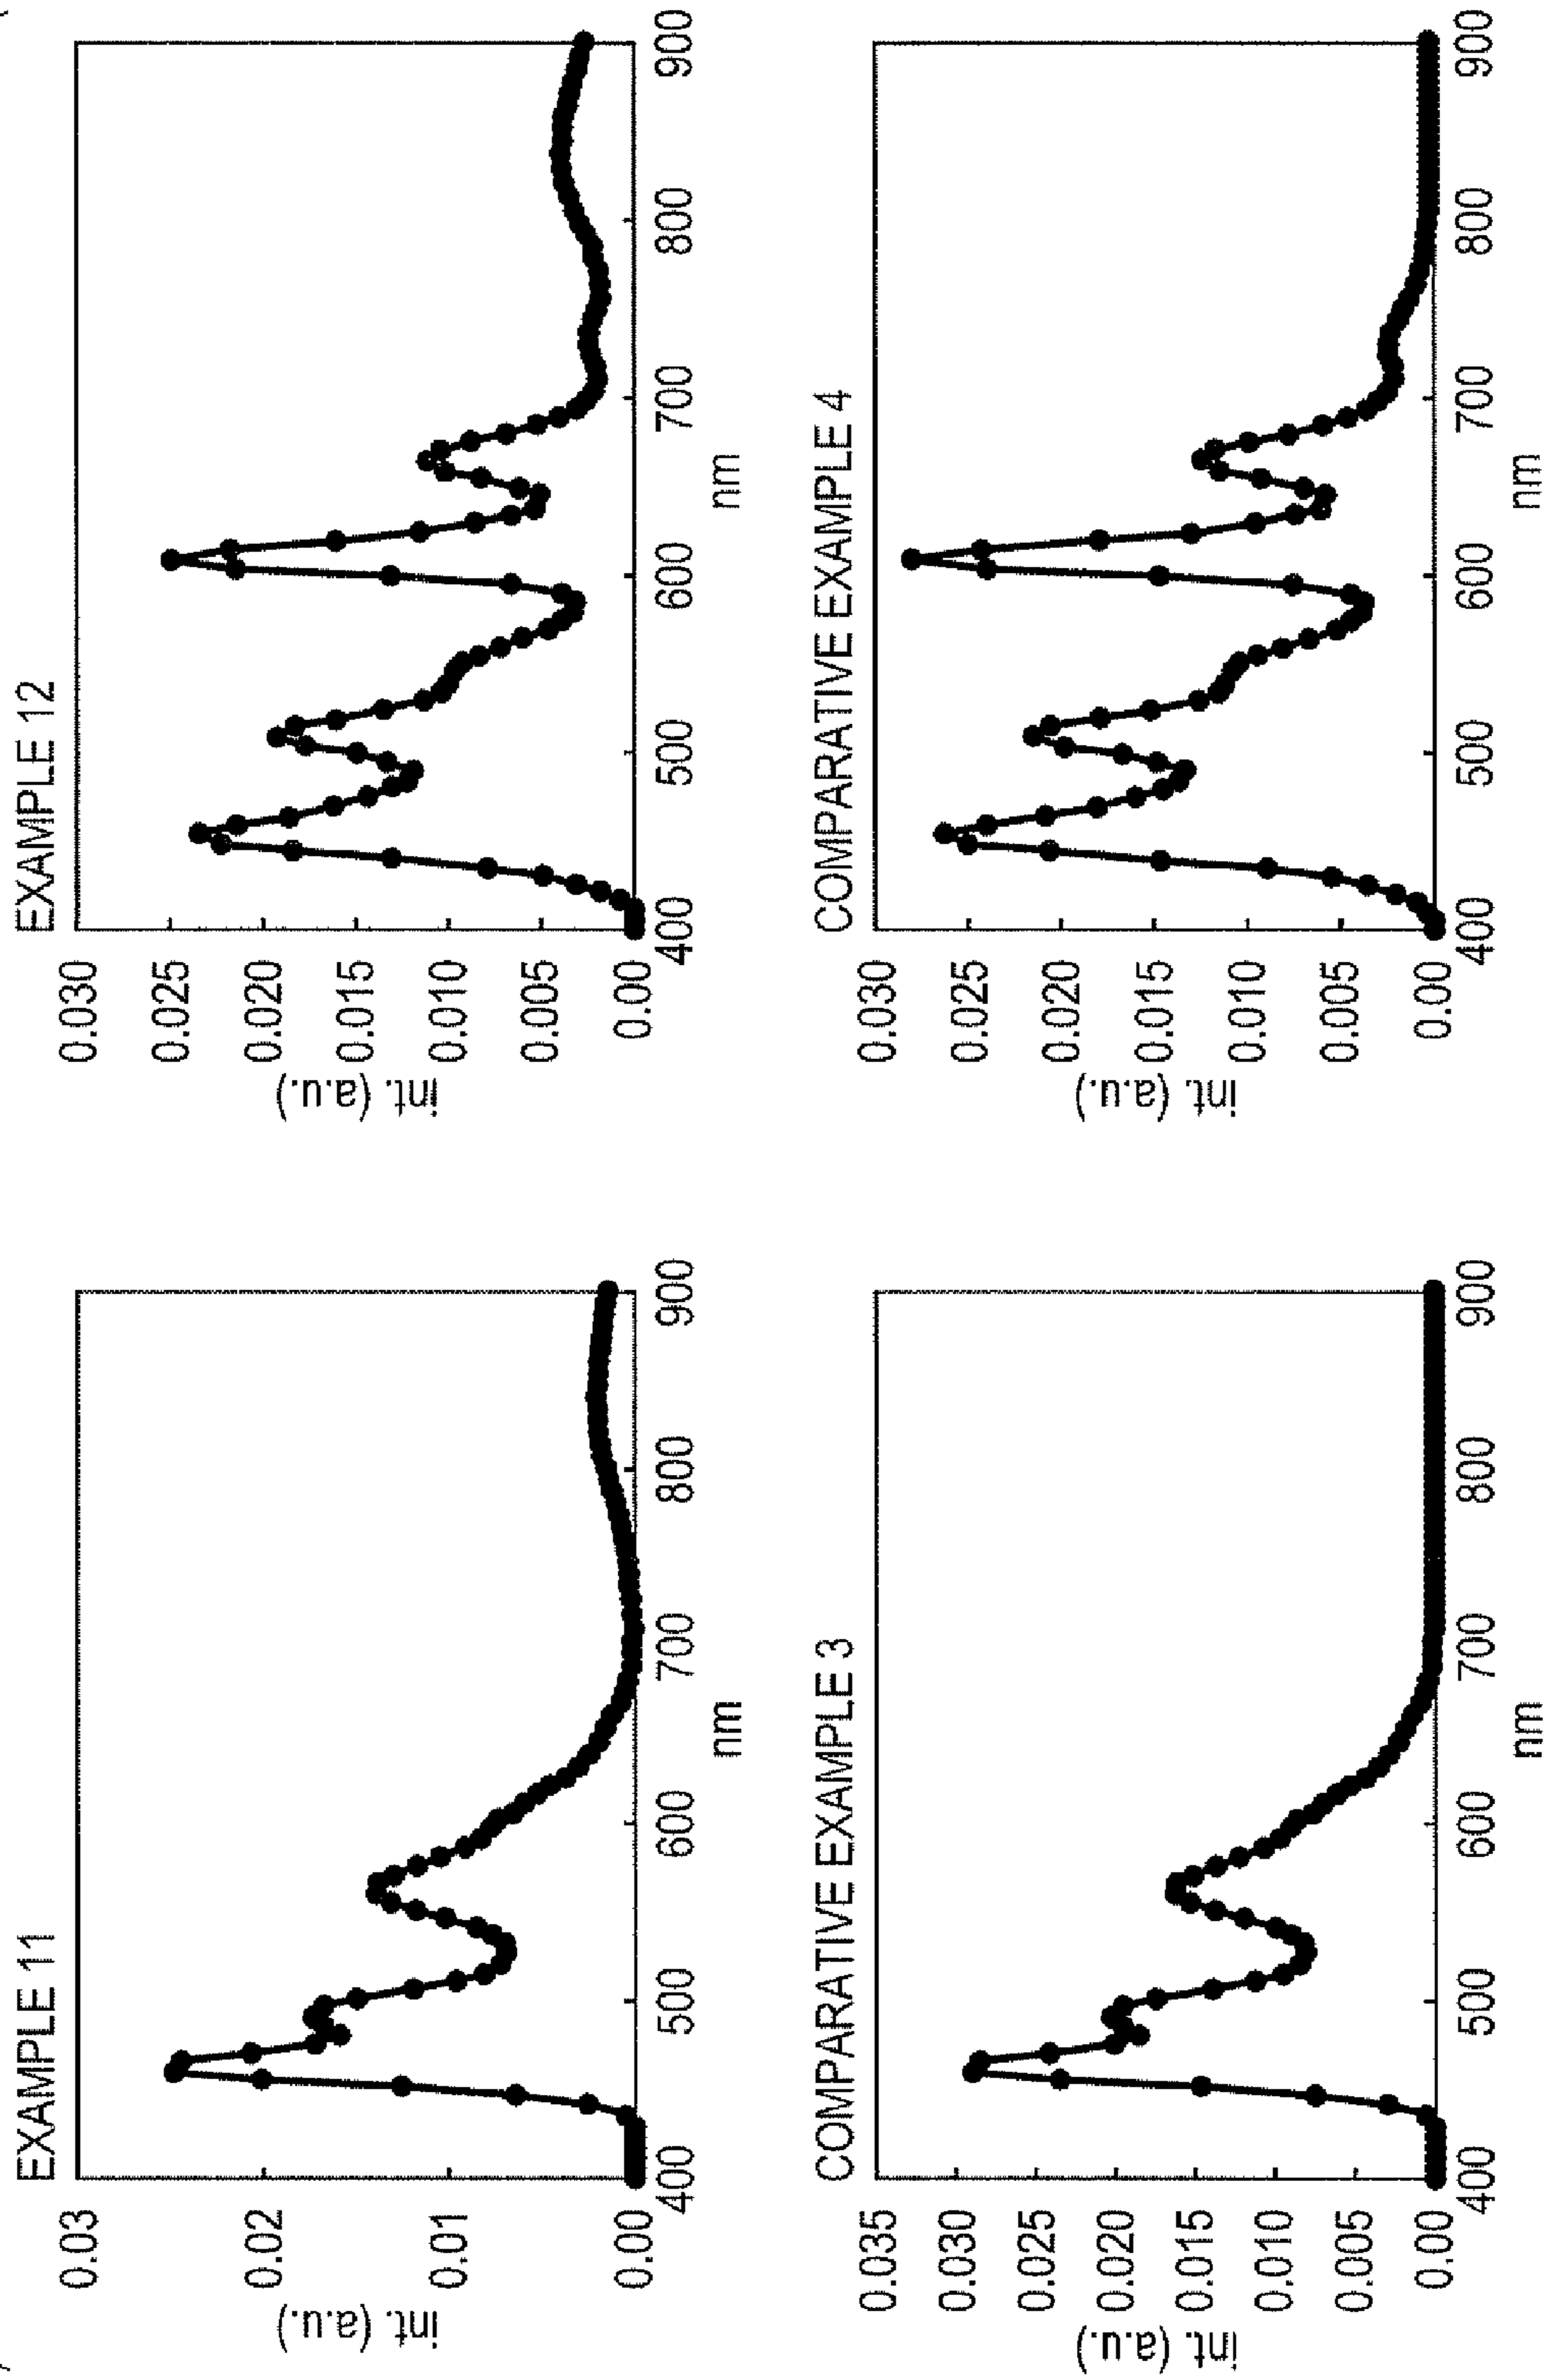 EXAMPLE 11
0.03
0.02
0.01
0.00
int. (a.u.)
400 500 600 700 800 900
nm
EXAMPLE 12
0.030
0.025
0.020
0.015
0.010
0.005
0.00
int. (a.u.)
400 500 600 700 800 900
nm
COMPARATIVE EXAMPLE 3
0.035
0.030
0.025
0.020
0.015
0.010
0.005
0.00
int. (a.u.)
400 500 600 700 800 900
nm
COMPARATIVE EXAMPLE 4
0.030
0.025
0.020
0.015
0.010
0.005
0.00
int. (a.u.)
400 500 600 700 800 900
nm